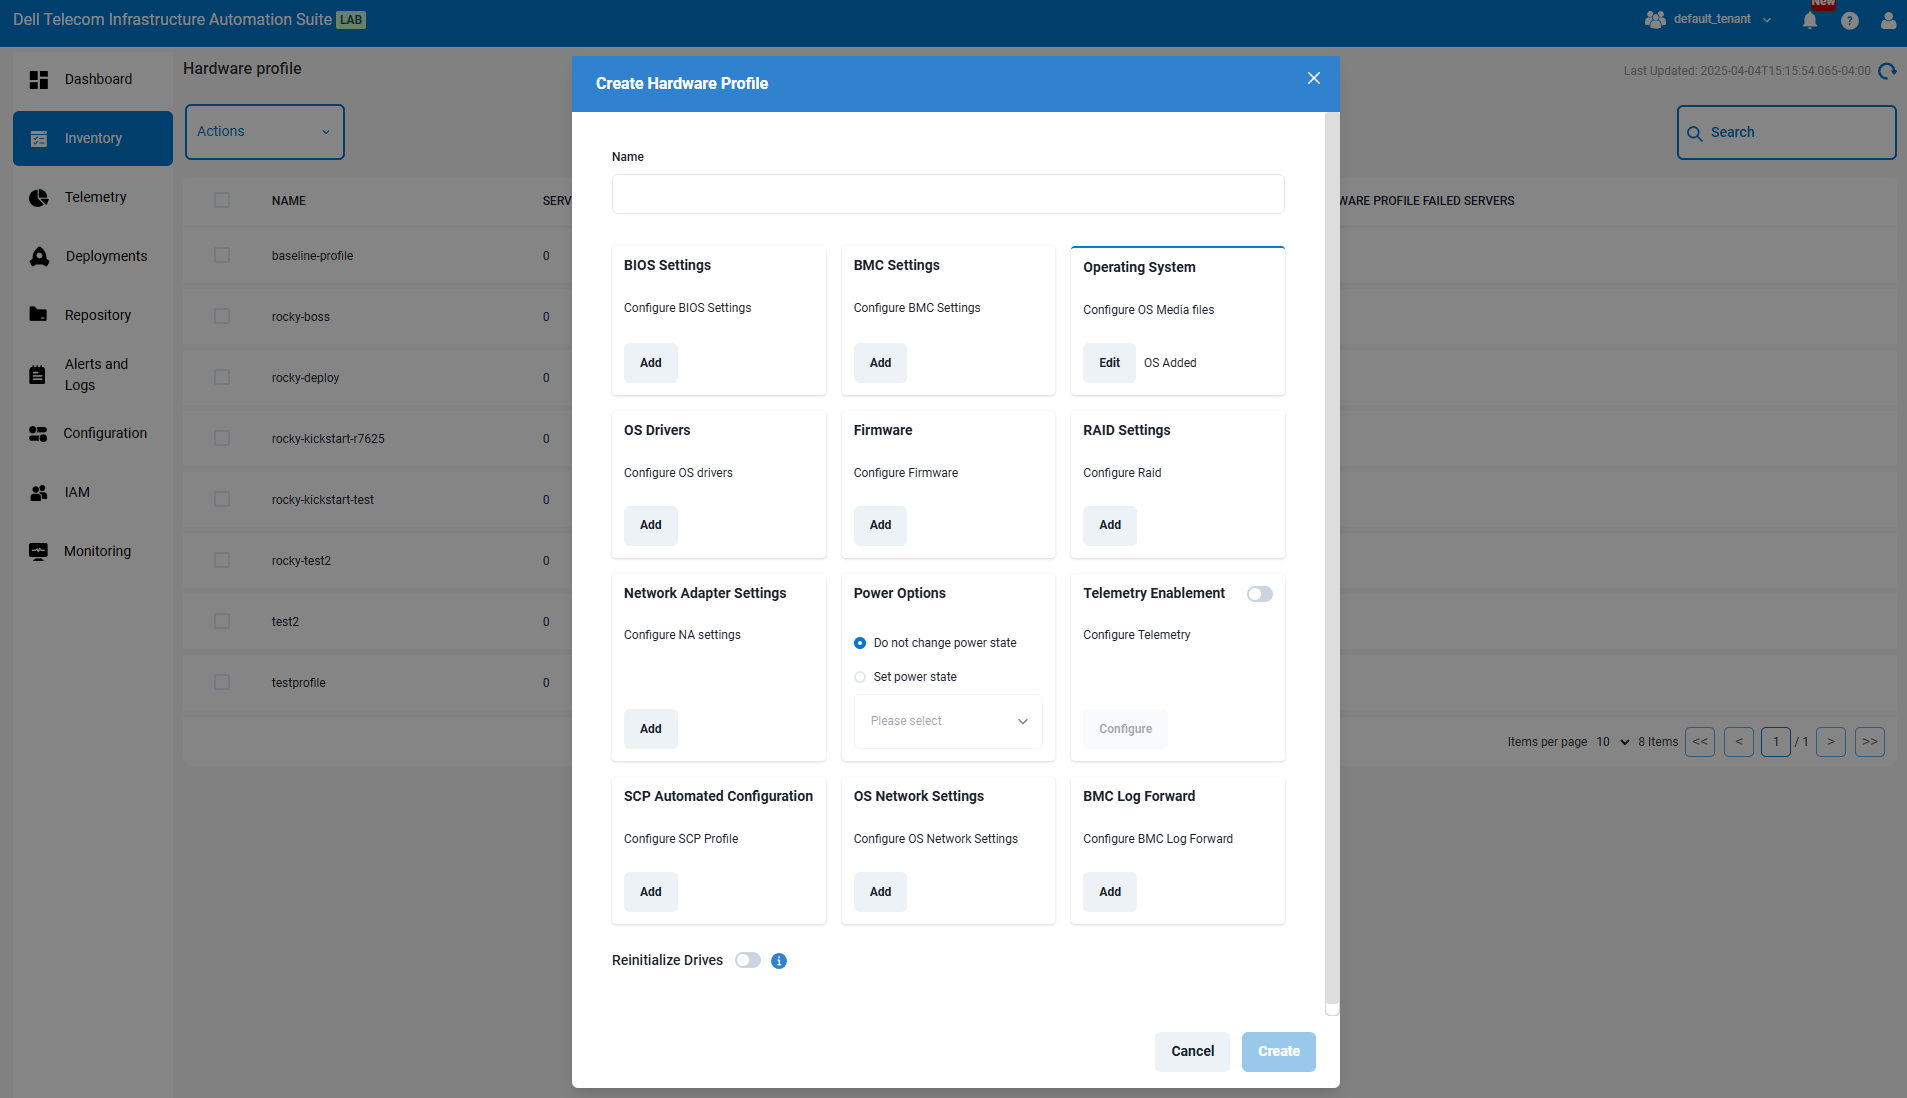 Dell Telecom Infrastructure Automation Suite LAB
default_tenant
New
Dashboard
Inventory
Telemetry
Deployments
Repository
Alerts and
Logs
Configuration
IAM
Monitoring
Hardware profile
Last Updated: 2025-04-04T15:15:54.065-04:00
Actions
Search
NAME
SERV
WARE PROFILE FAILED SERVERS
baseline-profile 0
rocky-boss 0
rocky-deploy 0
rocky-kickstart-r7625 0
rocky-kickstart-test 0
rocky-test2 0
test2 0
testprofile 0
Items per page 10 8 Items << < 1 / 1 > >>
Create Hardware Profile
Name
BIOS Settings
Configure BIOS Settings
Add
BMC Settings
Configure BMC Settings
Add
Operating System
Configure OS Media files
Edit OS Added
OS Drivers
Configure OS drivers
Add
Firmware
Configure Firmware
Add
RAID Settings
Configure Raid
Add
Network Adapter Settings
Configure NA settings
Add
Power Options
Do not change power state
Set power state
Please select
Telemetry Enablement
Configure Telemetry
Configure
SCP Automated Configuration
Configure SCP Profile
Add
OS Network Settings
Configure OS Network Settings
Add
BMC Log Forward
Configure BMC Log Forward
Add
Reinitialize Drives
Cancel
Create